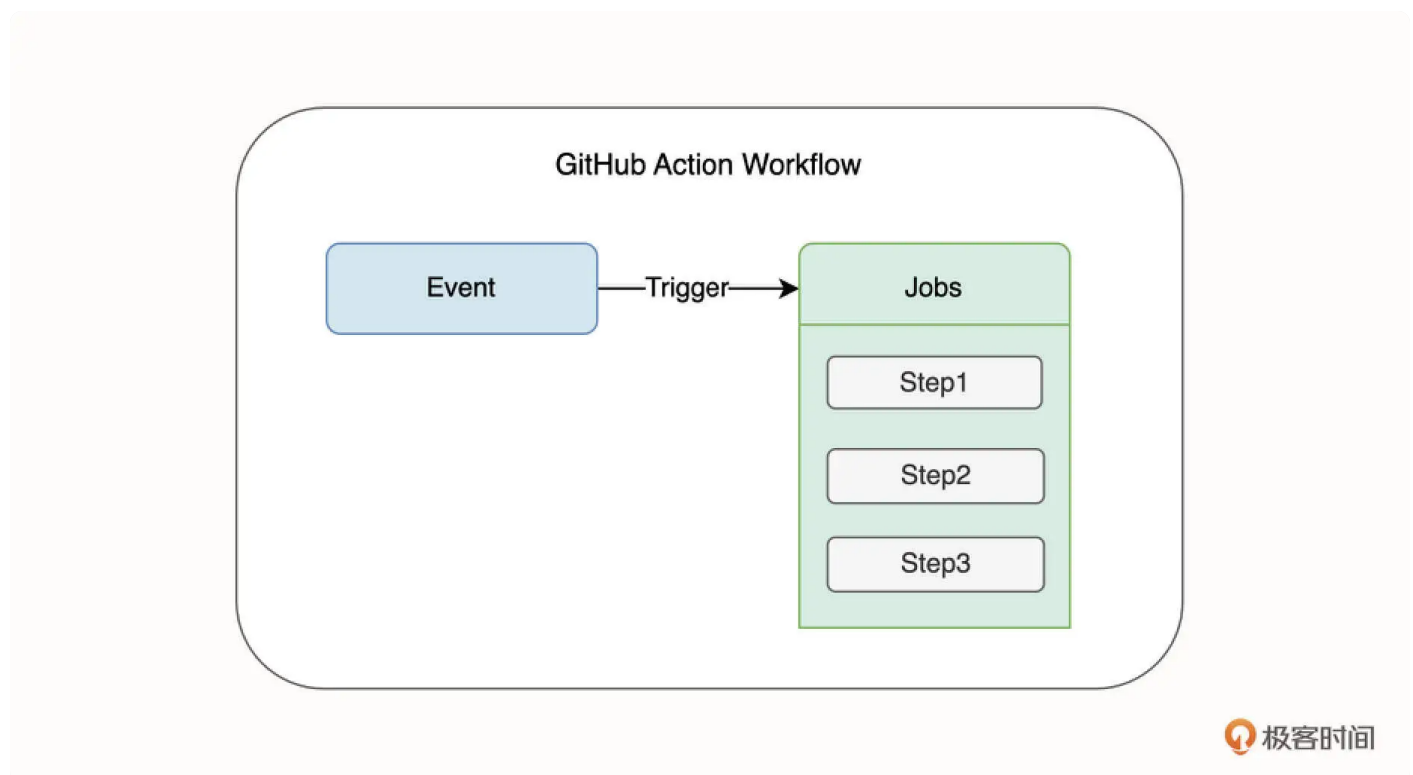 GitHub Action Workflow
Event
Trigger
Jobs
Step1
Step2
Step3
极客时间